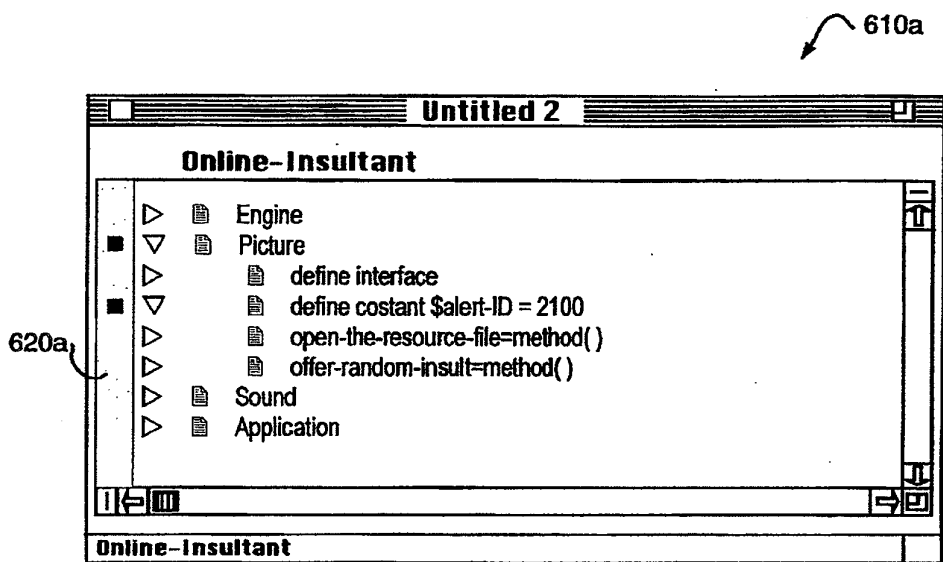 610a
Untitled 2
Online-Insultant
Engine
Picture
define interface
define costant $alert-ID = 2100
open-the-resource-file=method( )
620a
offer-random-insult=method( )
Sound
Application
Online-Insultant